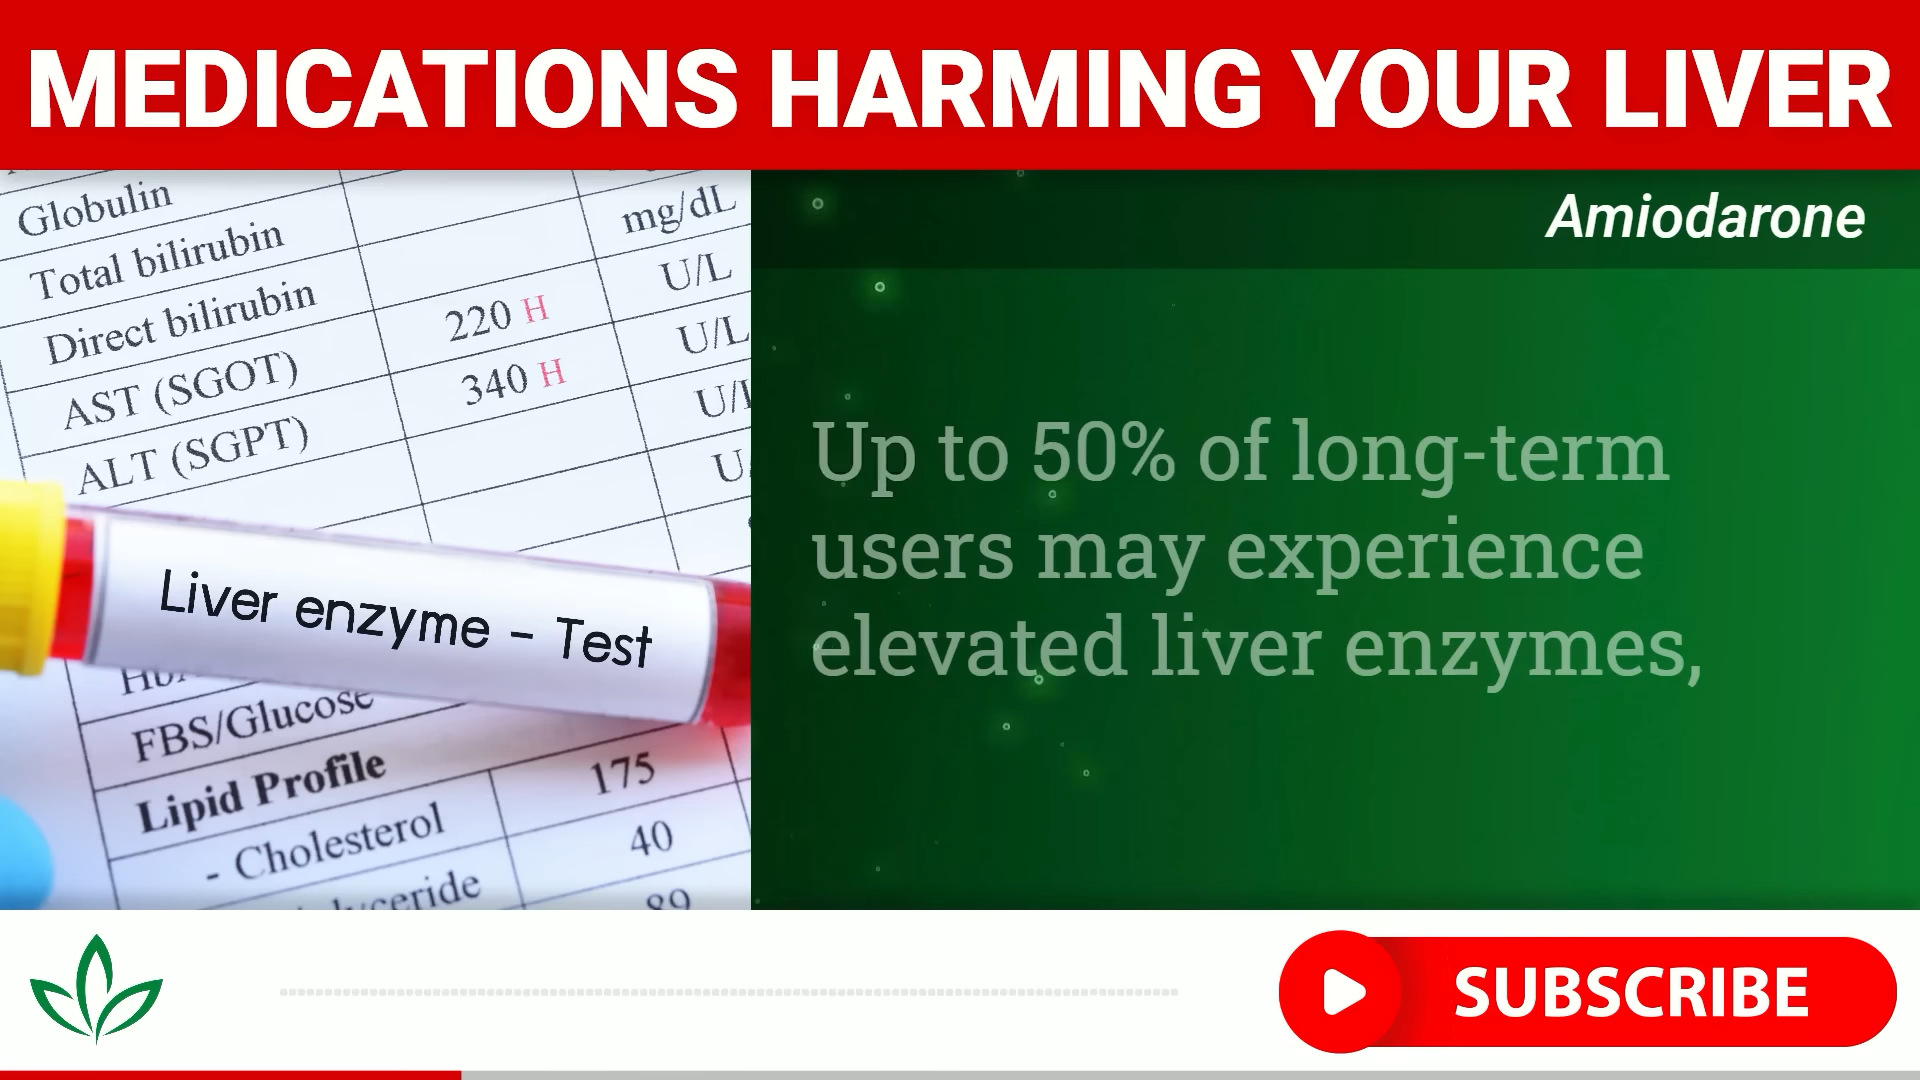 MEDICATIONS HARMING YOUR LIVER
Amiodarone
Globulin
mg/dL
Total bilirubin
U/L
Direct bilirubin
220 H
U/L
AST (SGOT)
340 H
ALT (SGPT)
Liver enzyme - Test
FBS/Glucose
Lipid Profile
175
- Cholesterol
40
89
Up to 50% of long-term
users may experience
elevated liver enzymes,
SUBSCRIBE